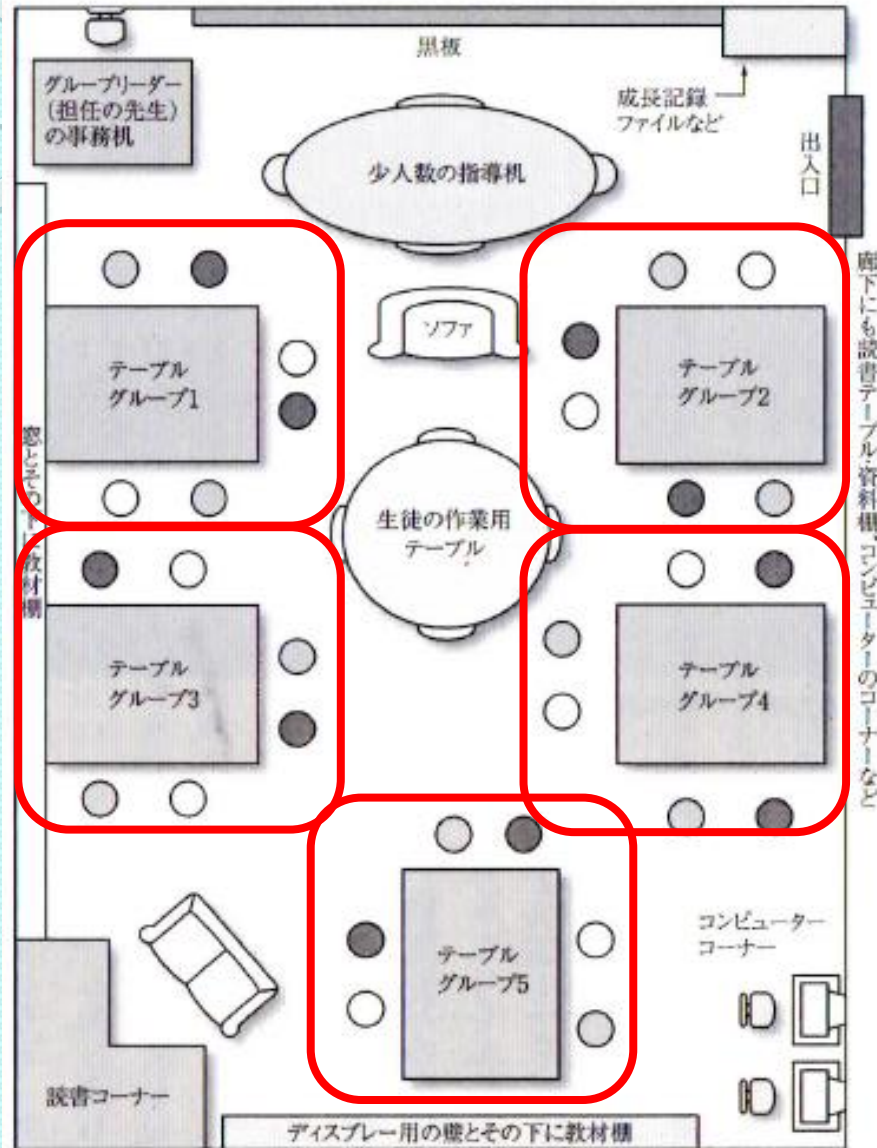 黒板
グループリーダー
(担任の先生)
の事務机
成長記録
ファイルなど
出入口
少人数の指導机
ソファ
テーブル
グループ1
テーブル
グループ2
廊下にも読書テーブル・資料棚、コンピューターのコーナーなど
窓とその下に教材棚
生徒の作業用
テーブル
テーブル
グループ3
テーブル
グループ4
テーブル
グループ5
コンピューター
コーナー
読書コーナー
ディスプレー用の壁とその下に教材棚